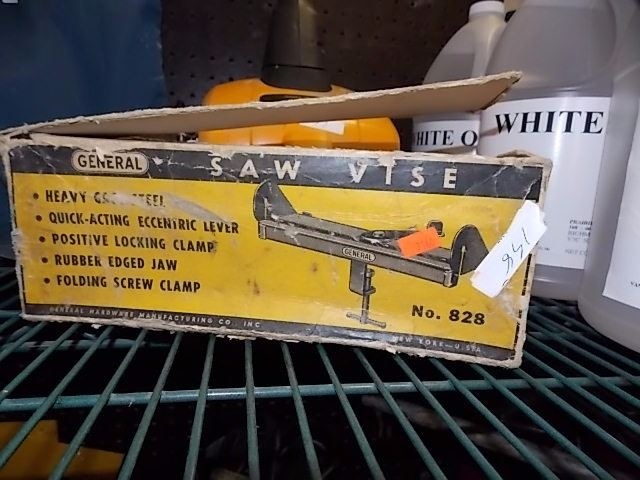 GENERAL
SAW VISE
• HEAVY STEEL
• QUICK-ACTING ECCENTRIC LEVER
• POSITIVE LOCKING CLAMP
• RUBBER EDGED JAW
• FOLDING SCREW CLAMP
GENERAL
No. 828
GENERAL HARDWARE MANUFACTURING CO., INC.
NEW YORK—U.S.A.
148
WHITE O
WHITE